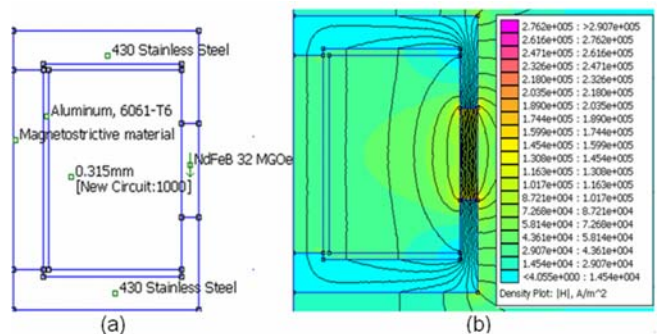 430 Stainless Steel
Aluminum, 6061-T6
Magnetostrictive material
NdFeB 32 MGOe
0.315mm
[New Circuit:1000]
430 Stainless Steel
(a)
2.762e+005 : >2.907e+005
2.616e+005 : 2.762e+005
2.471e+005 : 2.616e+005
2.326e+005 : 2.471e+005
2.180e+005 : 2.326e+005
2.035e+005 : 2.180e+005
1.890e+005 : 2.035e+005
1.744e+005 : 1.890e+005
1.599e+005 : 1.744e+005
1.454e+005 : 1.599e+005
1.308e+005 : 1.454e+005
1.163e+005 : 1.308e+005
1.017e+005 : 1.163e+005
8.721e+004 : 1.017e+005
7.268e+004 : 8.721e+004
5.814e+004 : 7.268e+004
4.361e+004 : 5.814e+004
2.907e+004 : 4.361e+004
1.454e+004 : 2.907e+004
<4.055e+000 : 1.454e+004
Density Plot: |H|, A/m^2
(b)